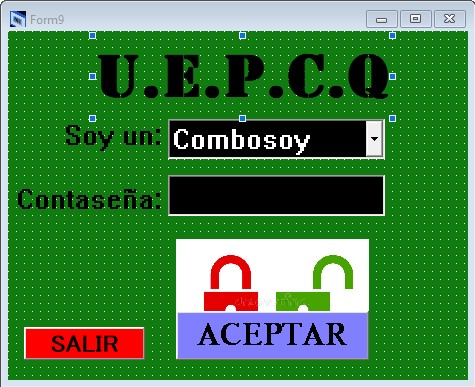 Form9
U.E.P.C.Q
Soy un: Combosoy
Contaseña:
ACEPTAR
SALIR